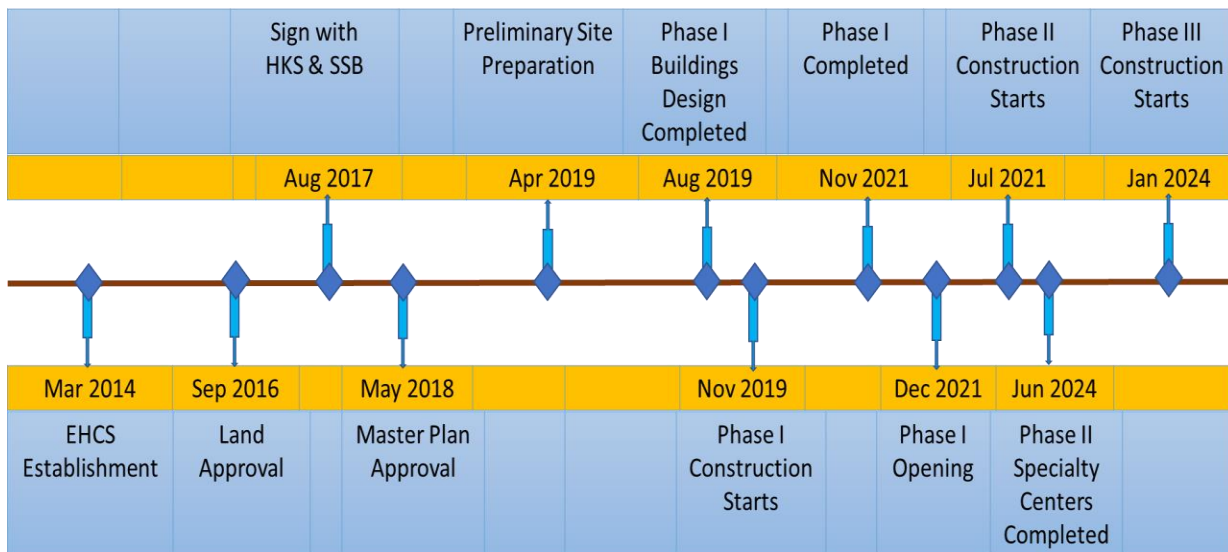 Sign with
HKS & SSB
Preliminary Site
Preparation
Phase I
Buildings
Design
Completed
Phase I
Completed
Phase II
Construction
Starts
Phase III
Construction
Starts
Aug 2017
Apr 2019
Aug 2019
Nov 2021
Jul 2021
Jan 2024
Mar 2014
Sep 2016
May 2018
Nov 2019
Dec 2021
Jun 2024
EHCS
Establishment
Land
Approval
Master Plan
Approval
Phase I
Construction
Starts
Phase I
Opening
Phase II
Specialty
Centers
Completed